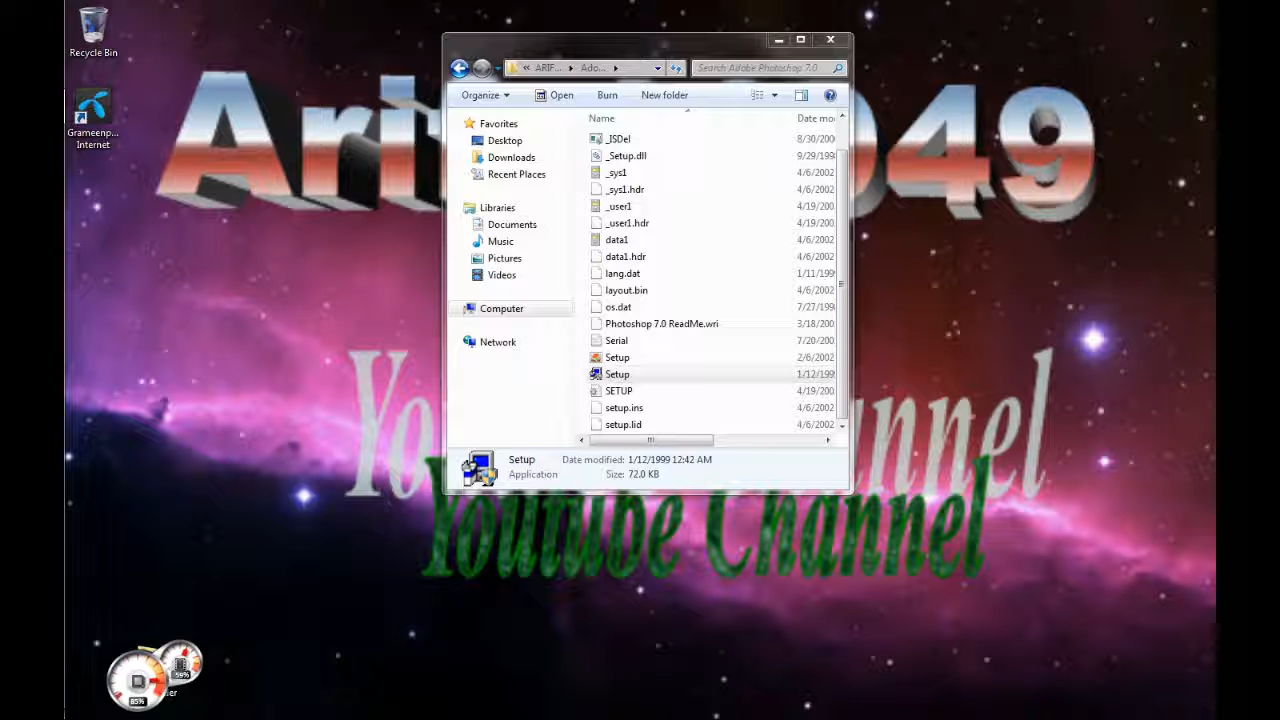 Recycle Bin
Grameenp...
Internet
Ari
049
Youtube Channel
ARIF...
Ado...
Search Adobe Photoshop 7.0
Organize
Open
Burn
New folder
Name
Date mo
Favorites
Desktop
Downloads
Recent Places
Libraries
Documents
Music
Pictures
Videos
Computer
Network
_ISDel 8/30/200
_Setup.dll 9/29/199
_sys1 4/6/2002
_sys1.hdr 4/6/2002
_user1 4/19/200
_user1.hdr 4/19/200
data1 4/6/2002
data1.hdr 4/6/2002
lang.dat 1/11/1999
layout.bin 4/6/2002
os.dat 7/27/199
Photoshop 7.0 ReadMe.wri 3/18/200
Serial 7/20/200
Setup 2/6/2002
Setup 1/12/1999
SETUP 4/19/200
setup.ins 4/6/2002
setup.lid 4/6/2002
Setup Date modified: 1/12/1999 12:42 AM
Application Size: 72.0 KB
59%
85%